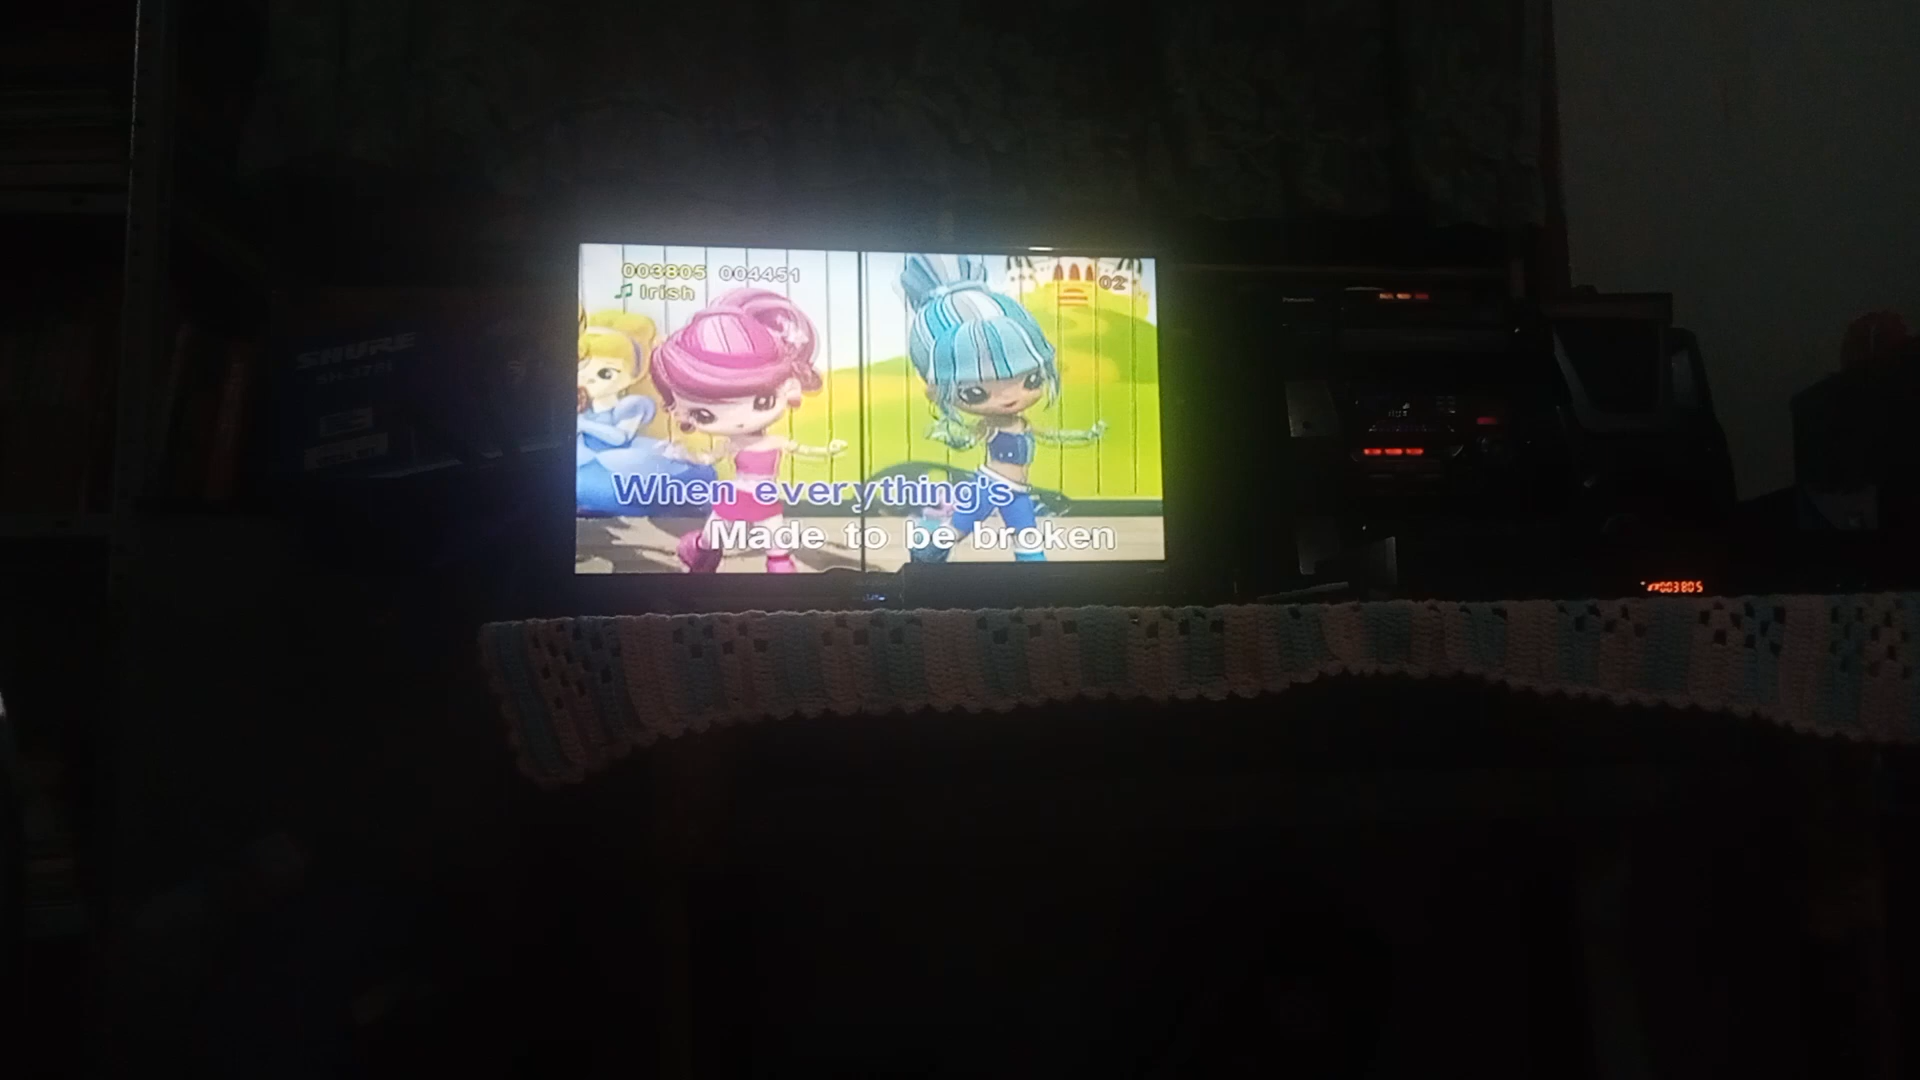 003805 004451
♫ Irish
02
When everything's
Made to be broken
SHURE
003805